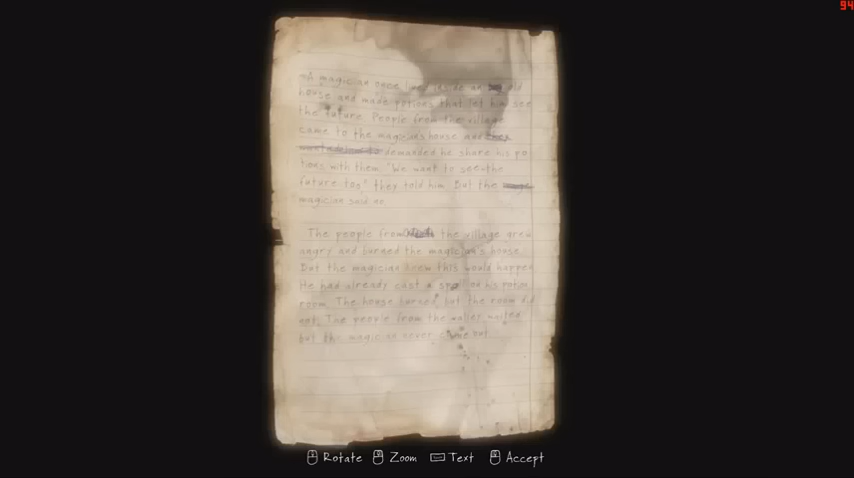 94
A magician once lived inside an old
house and made potions that let him see
the future. People from the village
came to the magicians house and they
demanded he share his po
tions with them. "We want to see the
future too" they told him. But the
magician said no.
The people from the village grew
angry and burned the magician's house.
But the magician knew this would happen
He had already cast a spell on his potion
room. The house burned but the room did
not. The people from the waited
but the magician never came out.
Rotate Zoom Text Accept